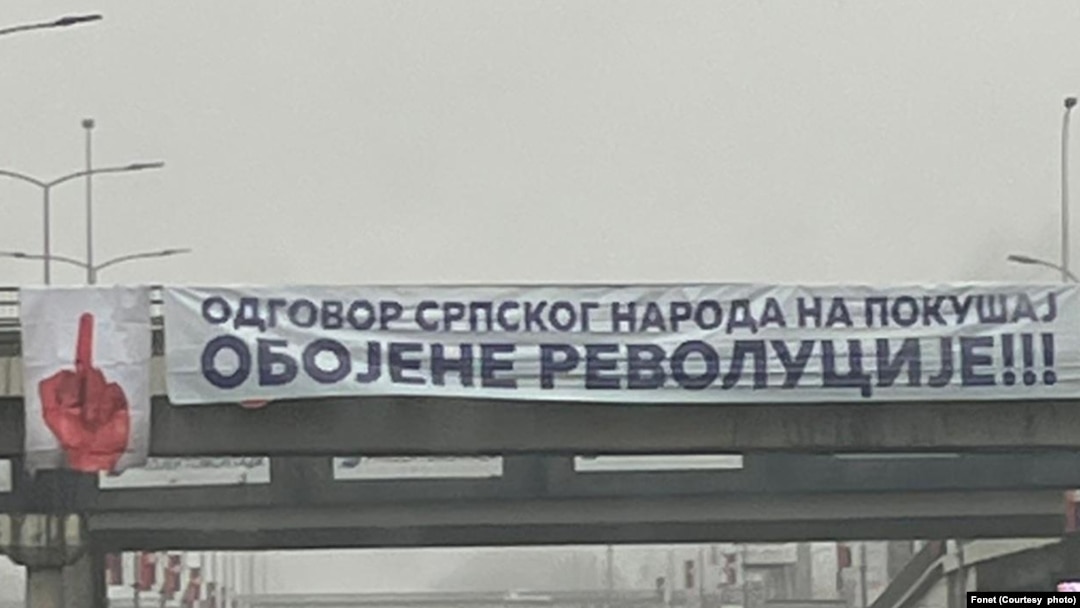 ОДГОВОР СРПСКОГ НАРОДА НА ПОКУШАЈ
ОБОЈЕНЕ РЕВОЛУЦИЈЕ!!!
Fonet (Courtesy photo)